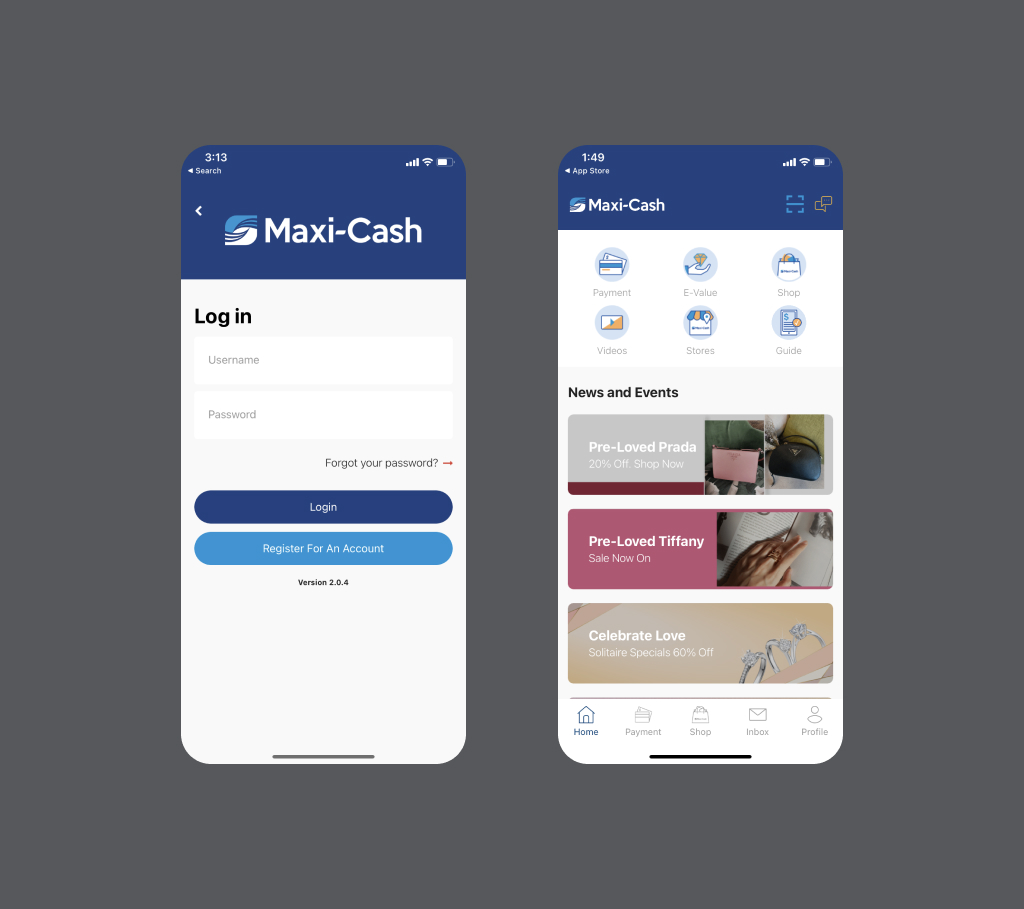 3:13
◀ Search
Maxi-Cash
Log in
Username
Password
Forgot your password? →
Login
Register For An Account
Version 2.0.4
1:49
◀ App Store
Maxi-Cash
Payment
E-Value
Shop
Videos
Stores
Guide
News and Events
Pre-Loved Prada
20% Off. Shop Now
Pre-Loved Tiffany
Sale Now On
Celebrate Love
Solitaire Specials 60% Off
Home
Payment
Shop
Inbox
Profile